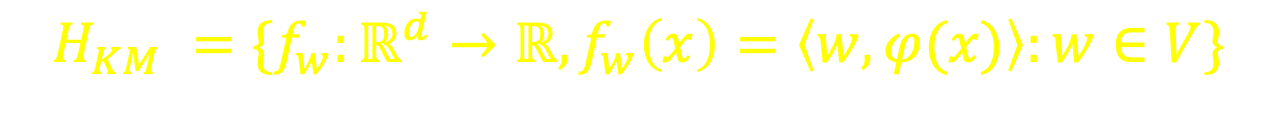 H_{KM} = {f_w: ℝ^d → ℝ, f_w(x) = ⟨w, φ(x)⟩: w ∈ V}